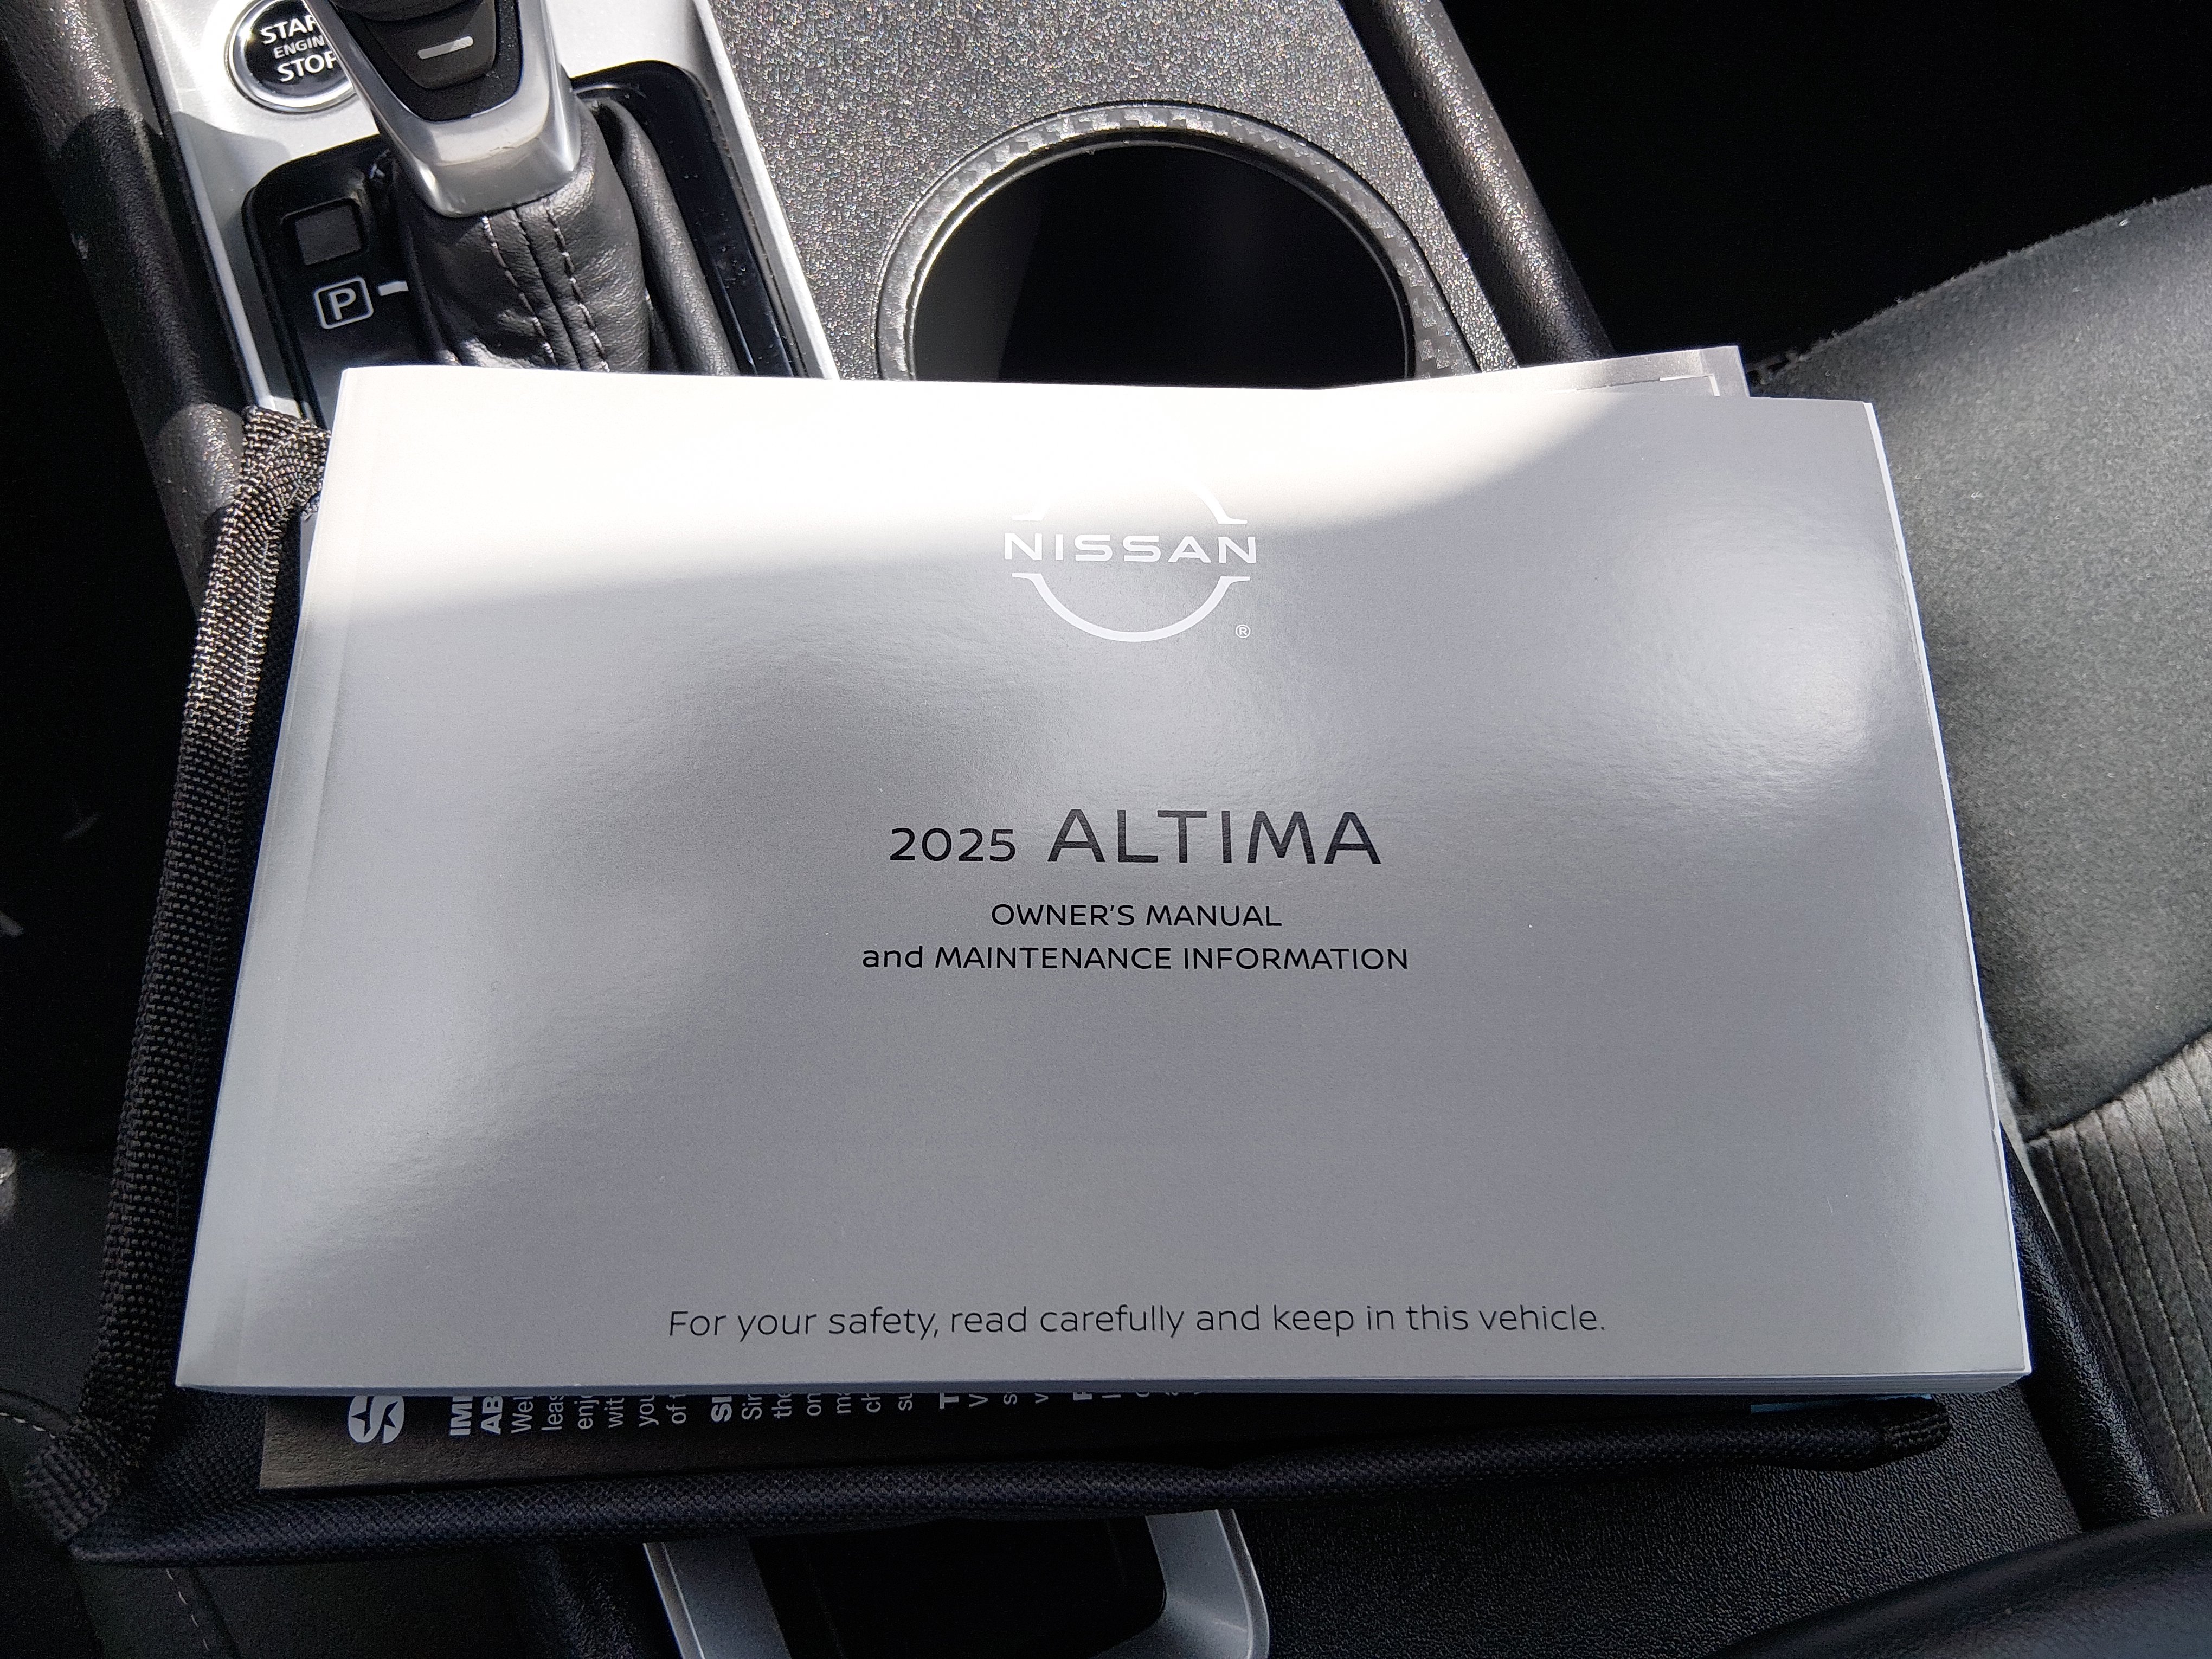 ENGINE
STOP
P
NISSAN
®
2025 ALTIMA
OWNER'S MANUAL
and MAINTENANCE INFORMATION
For your safety, read carefully and keep in this vehicle.